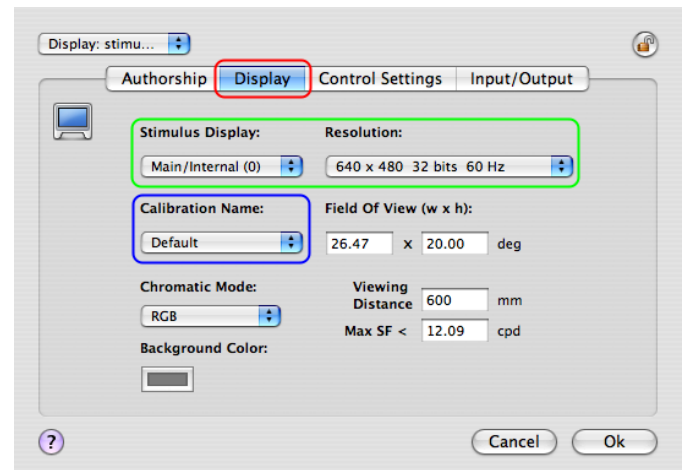 Display: stimu...
Authorship Display Control Settings Input/Output
Stimulus Display: Resolution:
Main/Internal (0) 640 x 480 32 bits 60 Hz
Calibration Name: Field Of View (w x h):
Default 26.47 x 20.00 deg
Chromatic Mode: Viewing
Distance 600 mm
RGB
Max SF < 12.09 cpd
Background Color:
? Cancel Ok